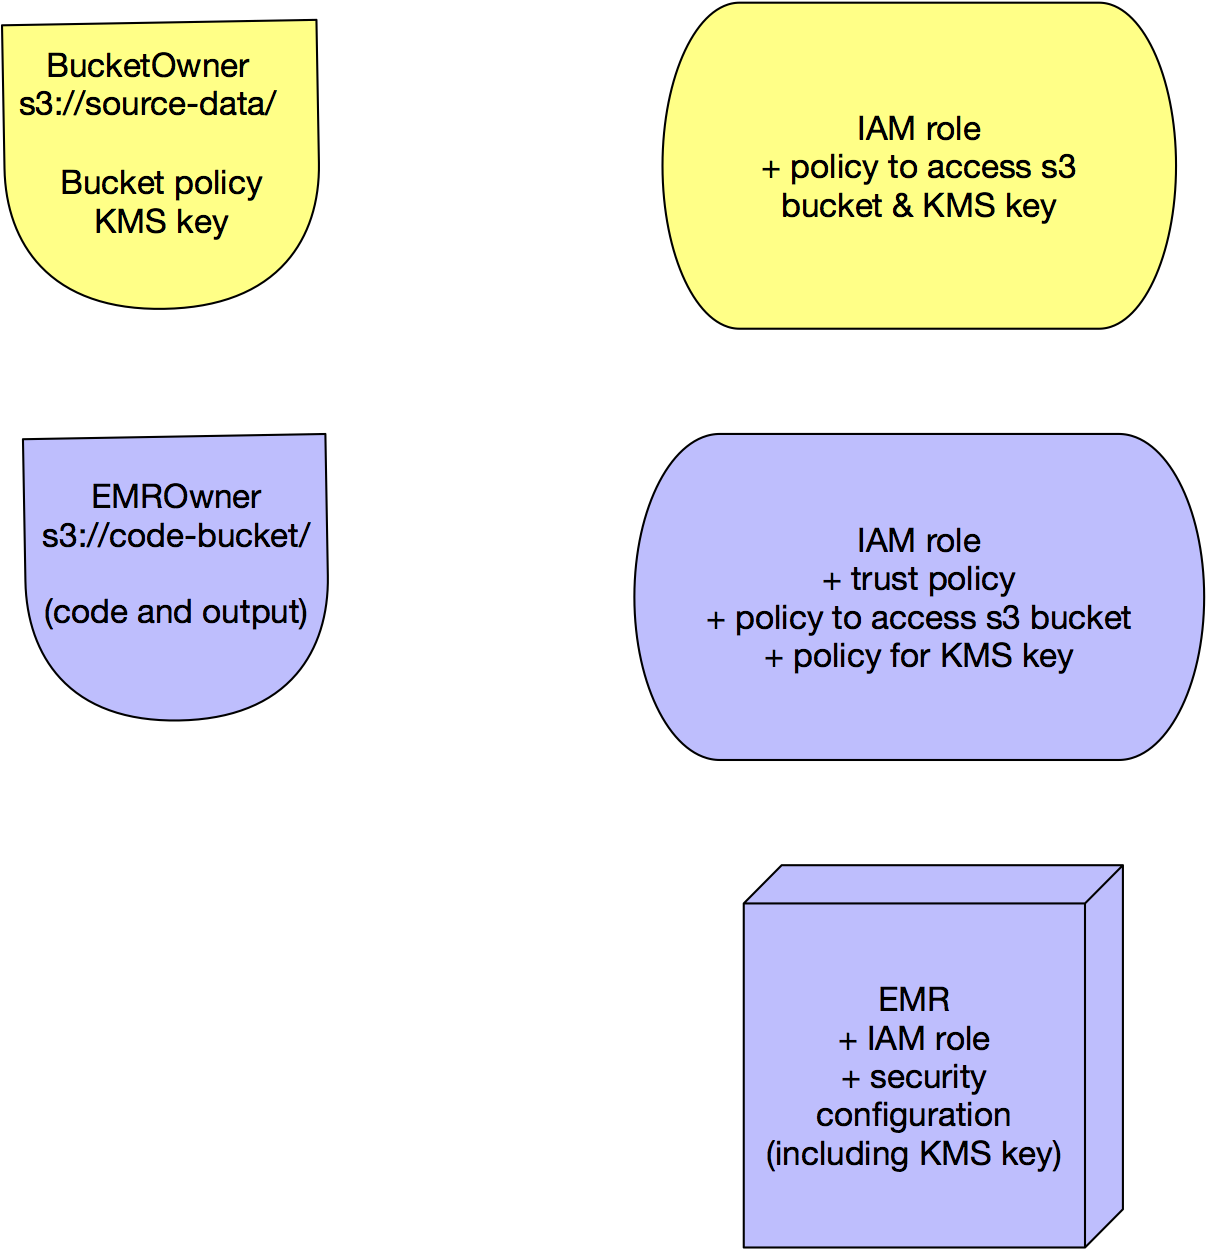 BucketOwner
s3://source-data/
Bucket policy
KMS key
IAM role
+ policy to access s3
bucket & KMS key
EMROwner
s3://code-bucket/
(code and output)
IAM role
+ trust policy
+ policy to access s3 bucket
+ policy for KMS key
EMR
+ IAM role
+ security
configuration
(including KMS key)